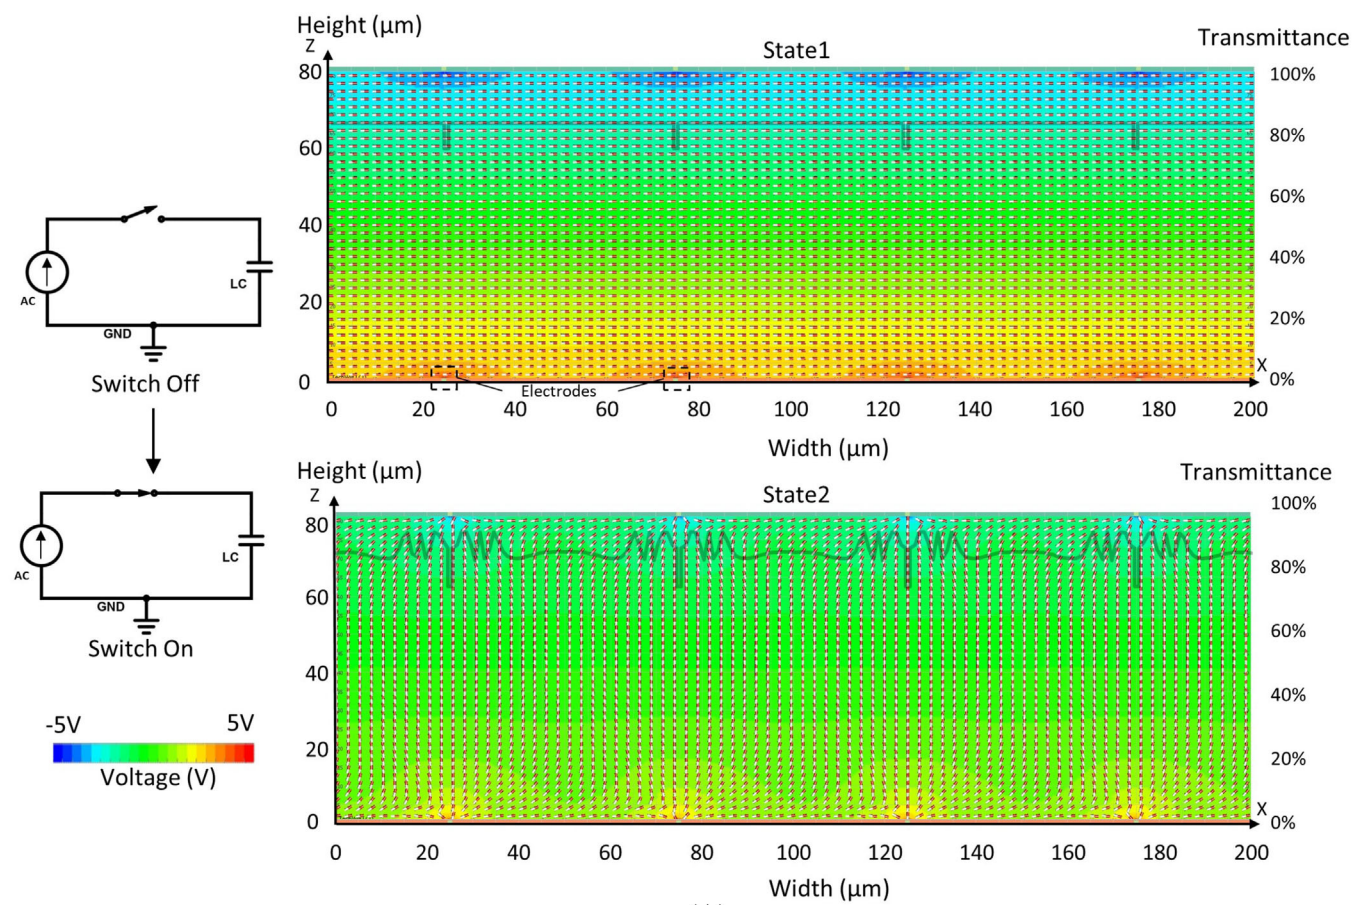 Height (μm)
Z
State1
Transmittance
80
60
40
20
0
100%
80%
60%
40%
20%
0%
X
Electrodes
0 20 40 60 80 100 120 140 160 180 200
Width (μm)
AC
LC
GND
Switch Off
Height (μm)
Z
State2
Transmittance
80
60
40
20
0
100%
80%
60%
40%
20%
0%
X
0 20 40 60 80 100 120 140 160 180 200
Width (μm)
AC
LC
GND
Switch On
-5V 5V
Voltage (V)